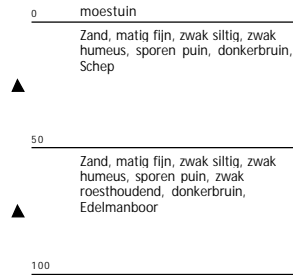 0 moestuin
Zand, matig fijn, zwak siltig, zwak
humeus, sporen puin, donkerbruin,
Schep
50
Zand, matig fijn, zwak siltig, zwak
humeus, sporen puin, zwak
roesthoudend, donkerbruin,
Edelmanboor
100